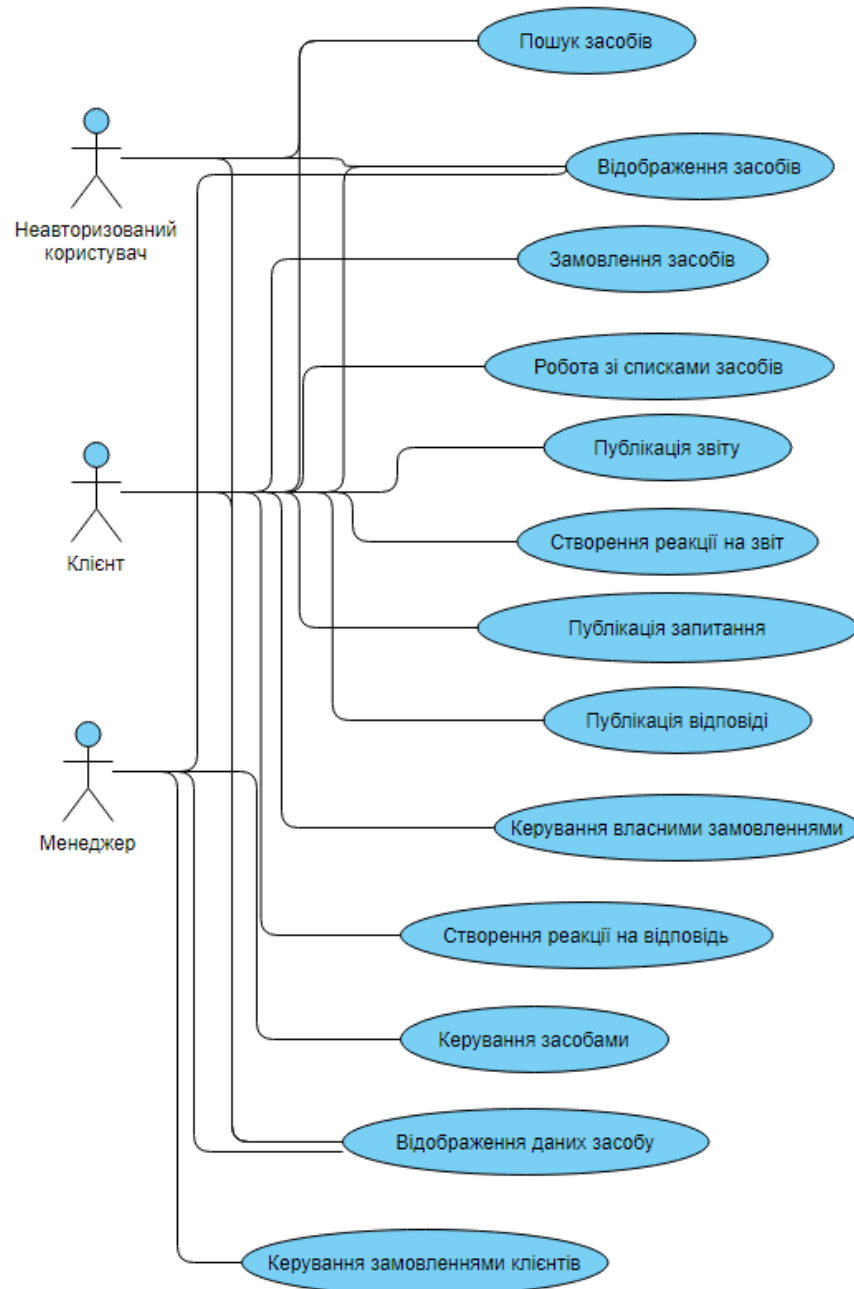 Пошук засобів
Неавторизований
користувач
Відображення засобів
Замовлення засобів
Робота зі списками засобів
Публікація звіту
Клієнт
Створення реакції на звіт
Публікація запитання
Публікація відповіді
Менеджер
Керування власними замовленнями
Створення реакції на відповідь
Керування засобами
Відображення даних засобу
Керування замовленнями клієнтів